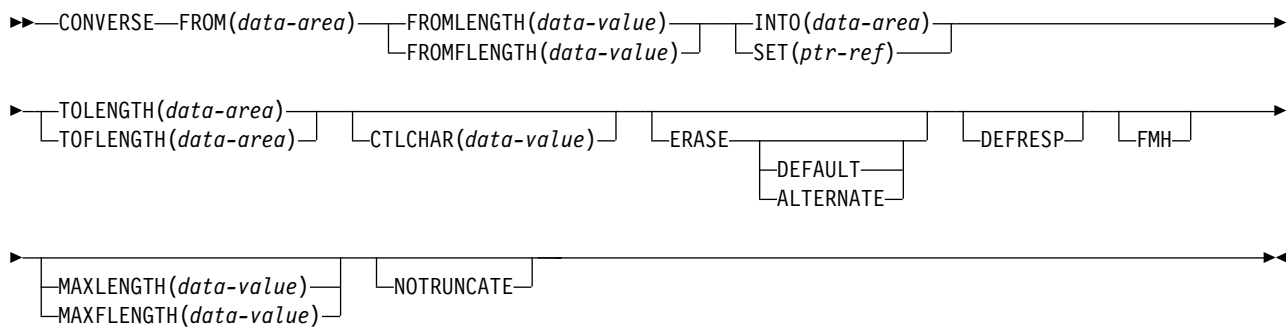 CONVERSE FROM(data-area) FROMLENGTH(data-value) INTO(data-area)
FROMFLENGTH(data-value) SET(ptr-ref)
TOLENGTH(data-area)
TOFLENGTH(data-area) CTLCHAR(data-value) ERASE DEFRESP FMH
DEFAULT
ALTERNATE
MAXLENGTH(data-value) NOTRUNCATE
MAXFLENGTH(data-value)